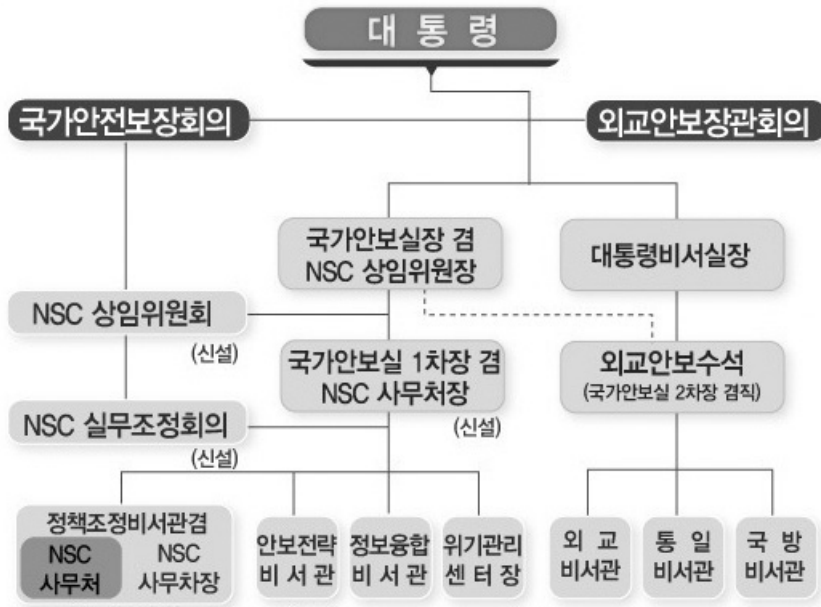 대 통 령
국가안전보장회의
외교안보장관회의
국가안보실장 겸
NSC 상임위원장
대통령비서실장
NSC 상임위원회
(신설)
국가안보실 1차장 겸
NSC 사무처장
(신설)
외교안보수석
(국가안보실 2차장 겸직)
NSC 실무조정회의
(신설)
정책조정비서관겸
NSC
사무처
NSC
사무차장
안보전략
비서관
정보융합
비서관
위기관리
센터장
외 교
비서관
통 일
비서관
국 방
비서관